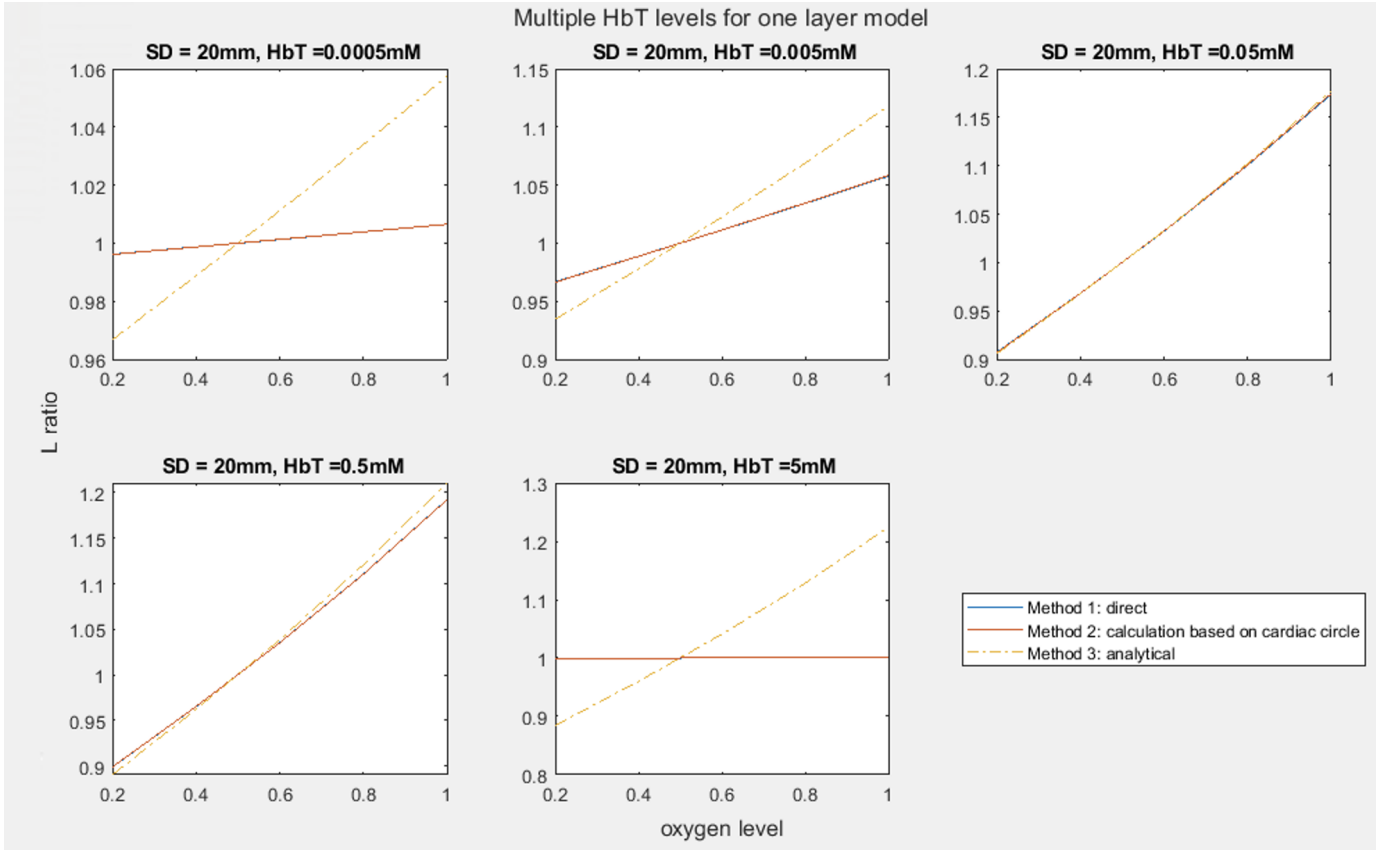 Multiple HbT levels for one layer model
SD = 20mm, HbT =0.0005mM
1.06
1.04
1.02
1
0.98
0.96
0.2 0.4 0.6 0.8 1
SD = 20mm, HbT =0.005mM
1.15
1.1
1.05
1
0.95
0.9
0.2 0.4 0.6 0.8 1
SD = 20mm, HbT =0.05mM
1.2
1.15
1.1
1.05
1
0.95
0.9
0.2 0.4 0.6 0.8 1
L ratio
SD = 20mm, HbT =0.5mM
1.2
1.15
1.1
1.05
1
0.95
0.9
0.2 0.4 0.6 0.8 1
SD = 20mm, HbT =5mM
1.3
1.2
1.1
1
0.9
0.8
0.2 0.4 0.6 0.8 1
Method 1: direct
Method 2: calculation based on cardiac circle
Method 3: analytical
oxygen level